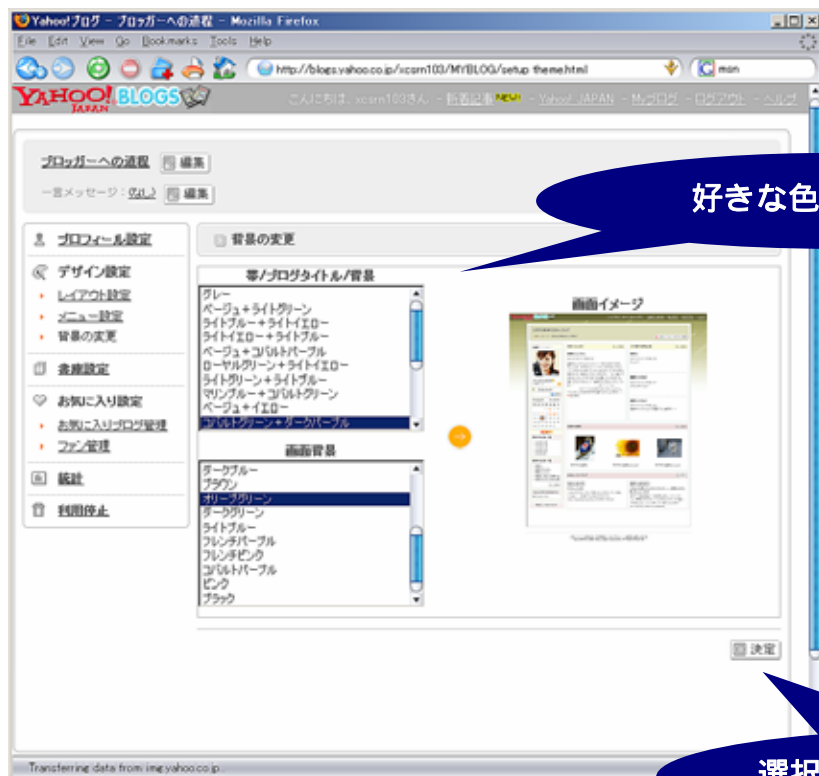 Yahoo!ブログ - ブロッガーへの道程 - Mozilla Firefox
File Edit View Go Bookmarks Tools Help
http://blogs.yahoo.co.jp/xcsrn103/MYBLOG/setup theme.html
msn
YAHOO! BLOGS
JAPAN
こんにちは、xcsrn103さん - 新着記事 NEW! - Yahoo! JAPAN - Myブログ - ログアウト - ヘルプ
ブロッガーへの道程 編集
一言メッセージ : (なし) 編集
好きな色
プロフィール設定
デザイン設定
レイアウト設定
メニュー設定
背景の変更
書庫設定
お気に入り設定
お気に入りブログ管理
ファン管理
統計
利用停止
背景の変更
帯/ブログタイトル/背景
グレー
ベージュ+ライトグリーン
ライトブルー+ライトイエロー
ライトイエロー+ライトブルー
ベージュ+コバルトパープル
ローヤルグリーン+ライトイエロー
ライトグリーン+ライトブルー
マリンブルー+コバルトグリーン
ベージュ+イエロー
コバルトグリーン+ダークパープル
画面背景
ダークブルー
ブラウン
オリーブグリーン
ダークグリーン
ライトブルー
フレンチパープル
フレンチピンク
コバルトパープル
ピンク
ブラック
画面イメージ
決定
選択
Transferring data from img.yahoo.co.jp...